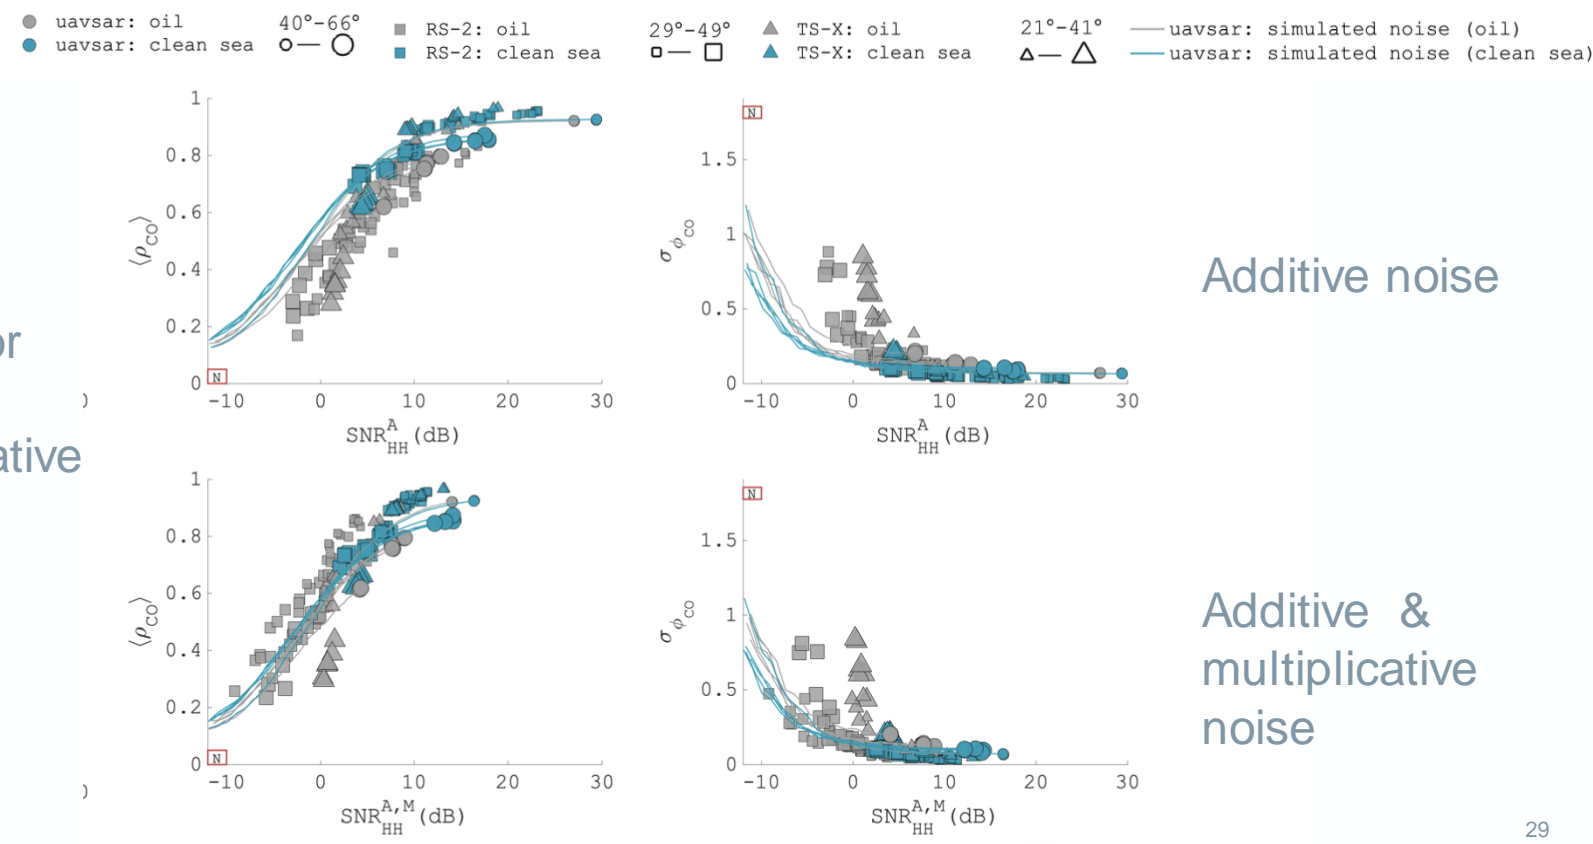 uavsar: oil
uavsar: clean sea
40°-66°
RS-2: oil
RS-2: clean sea
29°-49°
TS-X: oil
TS-X: clean sea
21°-41°
uavsar: simulated noise (oil)
uavsar: simulated noise (clean sea)
1
0.8
0.6
0.4
0.2
0
⟨ρCO⟩
N
-10 0 10 20 30
SNR^A_HH (dB)
1.5
1
0.5
0
σ_ϕCO
N
-10 0 10 20 30
SNR^A_HH (dB)
Additive noise
or
ative
1
0.8
0.6
0.4
0.2
0
⟨ρCO⟩
N
-10 0 10 20 30
SNR^A,M_HH (dB)
1.5
1
0.5
0
σ_ϕCO
N
-10 0 10 20 30
SNR^A,M_HH (dB)
Additive &
multiplicative
noise
29